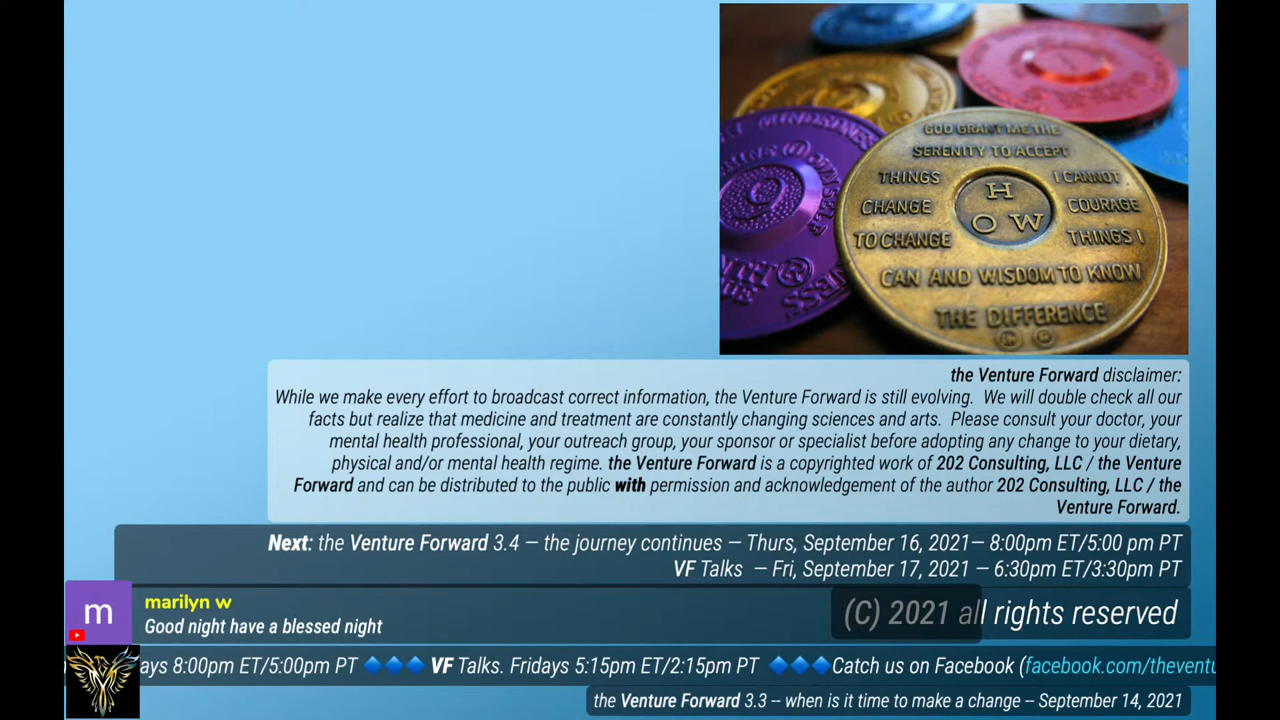 GOD GRANT ME THE
SERENITY TO ACCEPT
THINGS I CANNOT
CHANGE COURAGE
TO CHANGE THINGS I
CAN AND WISDOM TO KNOW
THE DIFFERENCE
H
O W
the Venture Forward disclaimer:
While we make every effort to broadcast correct information, the Venture Forward is still evolving. We will double check all our
facts but realize that medicine and treatment are constantly changing sciences and arts. Please consult your doctor, your
mental health professional, your outreach group, your sponsor or specialist before adopting any change to your dietary,
physical and/or mental health regime. the Venture Forward is a copyrighted work of 202 Consulting, LLC / the Venture
Forward and can be distributed to the public with permission and acknowledgement of the author 202 Consulting, LLC / the
Venture Forward.
Next: the Venture Forward 3.4 — the journey continues — Thurs, September 16, 2021— 8:00pm ET/5:00 pm PT
VF Talks — Fri, September 17, 2021 — 6:30pm ET/3:30pm PT
m
marilyn w
Good night have a blessed night
(C) 2021 all rights reserved
ays 8:00pm ET/5:00pm PT 🔷🔷🔷 VF Talks. Fridays 5:15pm ET/2:15pm PT 🔷🔷🔷Catch us on Facebook (facebook.com/theventu
the Venture Forward 3.3 -- when is it time to make a change -- September 14, 2021